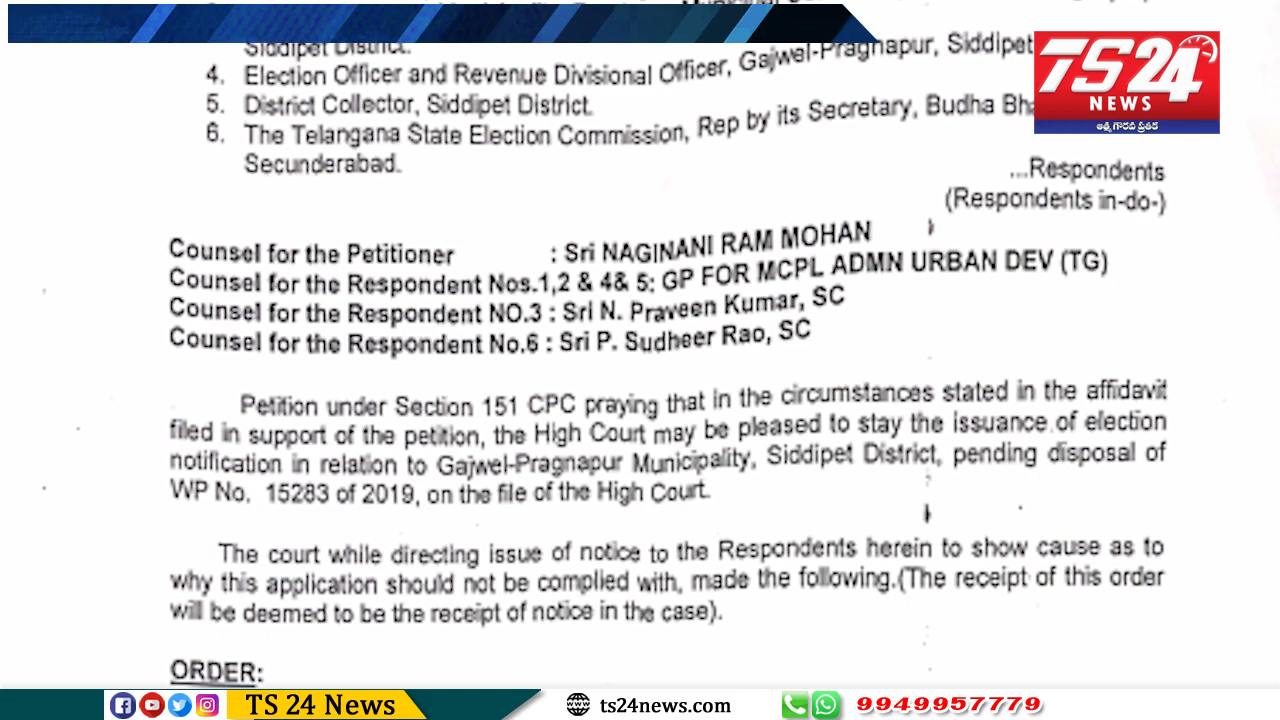 Siddipet District.
4. Election Officer and Revenue Divisional Officer, Gajwel-Pragnapur, Siddipet
5. District Collector, Siddipet District.
6. The Telangana State Election Commission, Rep by its Secretary, Budha
Secunderabad.
...Respondents
(Respondents in-do-)
Counsel for the Petitioner : Sri NAGINANI RAM MOHAN
Counsel for the Respondent Nos.1,2 & 4& 5: GP FOR MCPL ADMN URBAN DEV (TG)
Counsel for the Respondent NO.3 : Sri N. Praveen Kumar, SC
Counsel for the Respondent No.6 : Sri P. Sudheer Rao, SC
Petition under Section 151 CPC praying that in the circumstances stated in the affidavit
filed in support of the petition, the High Court may be pleased to stay the issuance of election
notification in relation to Gajwel-Pragnapur Municipality, Siddipet District, pending disposal of
WP No. 15283 of 2019, on the file of the High Court.
The court while directing issue of notice to the Respondents herein to show cause as to
why this application should not be complied with, made the following.(The receipt of this order
will be deemed to be the receipt of notice in the case).
ORDER:
TS24
NEWS
ఆత్మ గౌరవ ప్రతీక
TS 24 News
ts24news.com
9949957779